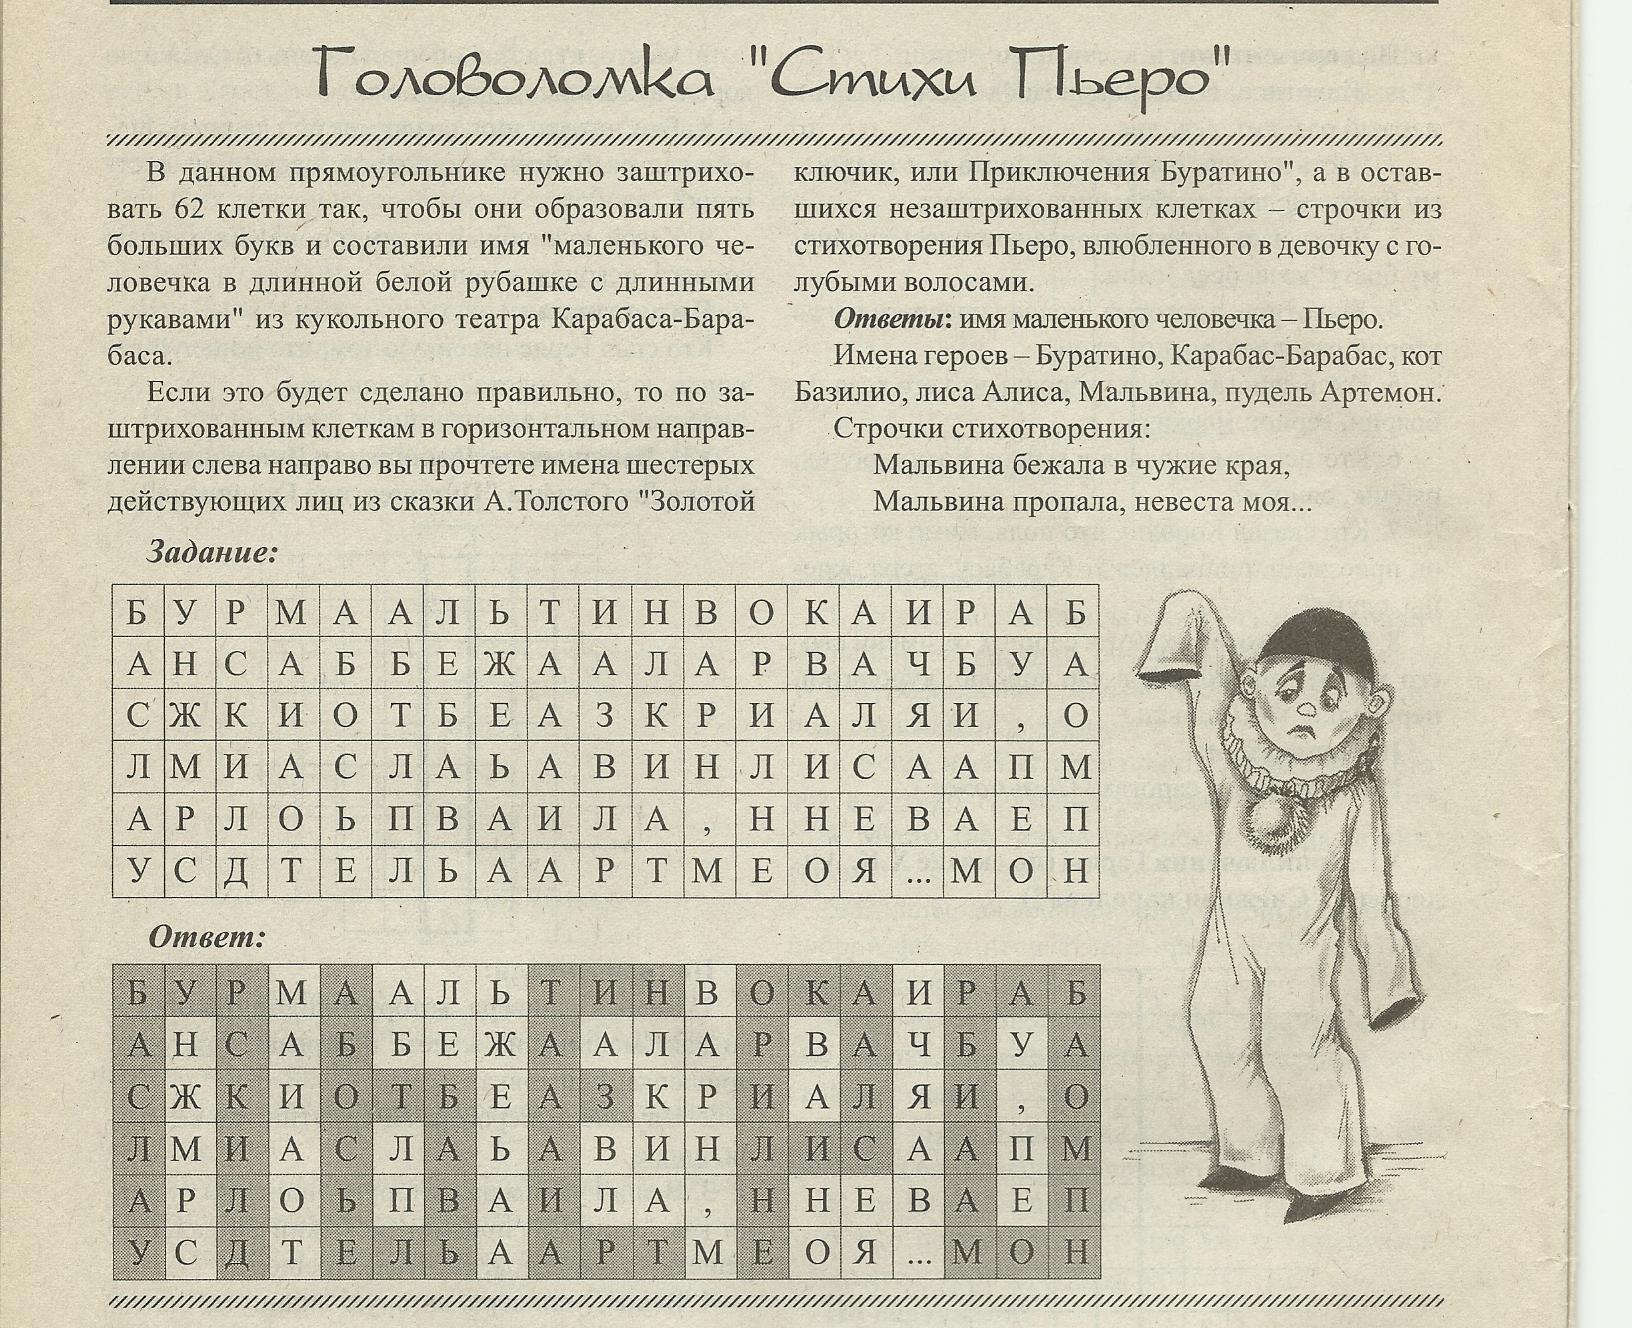 Головоломка "Стихи Пьеро"
В данном прямоугольнике нужно заштрихо-
вать 62 клетки так, чтобы они образовали пять
больших букв и составили имя "маленького че-
ловечка в длинной белой рубашке с длинными
рукавами" из кукольного театра Карабаса-Бара-
баса.
Если это будет сделано правильно, то по за-
штрихованным клеткам в горизонтальном направ-
лении слева направо вы прочтете имена шестерых
действующих лиц из сказки А.Толстого "Золотой
ключик, или Приключения Буратино", а в остав-
шихся незаштрихованных клетках – строчки из
стихотворения Пьеро, влюбленного в девочку с го-
лубыми волосами.
Ответы: имя маленького человечка – Пьеро.
Имена героев – Буратино, Карабас-Барабас, кот
Базилио, лиса Алиса, Мальвина, пудель Артемон.
Строчки стихотворения:
Мальвина бежала в чужие края,
Мальвина пропала, невеста моя...
Задание:
Б У Р М А А Л Ь Т И Н В О К А И Р А Б
А Н С А Б Б Е Ж А А Л А Р В А Ч Б У А
С Ж К И О Т Б Е А З К Р И А Л Я И , О
Л М И А С Л А Ь А В И Н Л И С А А П М
А Р Л О Ь П В А И Л А , Н Н Е В А Е П
У С Д Т Е Л Ь А А Р Т М Е О Я ... М О Н
Ответ:
Б У Р М А А Л Ь Т И Н В О К А И Р А Б
А Н С А Б Б Е Ж А А Л А Р В А Ч Б У А
С Ж К И О Т Б Е А З К Р И А Л Я И , О
Л М И А С Л А Ь А В И Н Л И С А А П М
А Р Л О Ь П В А И Л А , Н Н Е В А Е П
У С Д Т Е Л Ь А А Р Т М Е О Я ... М О Н